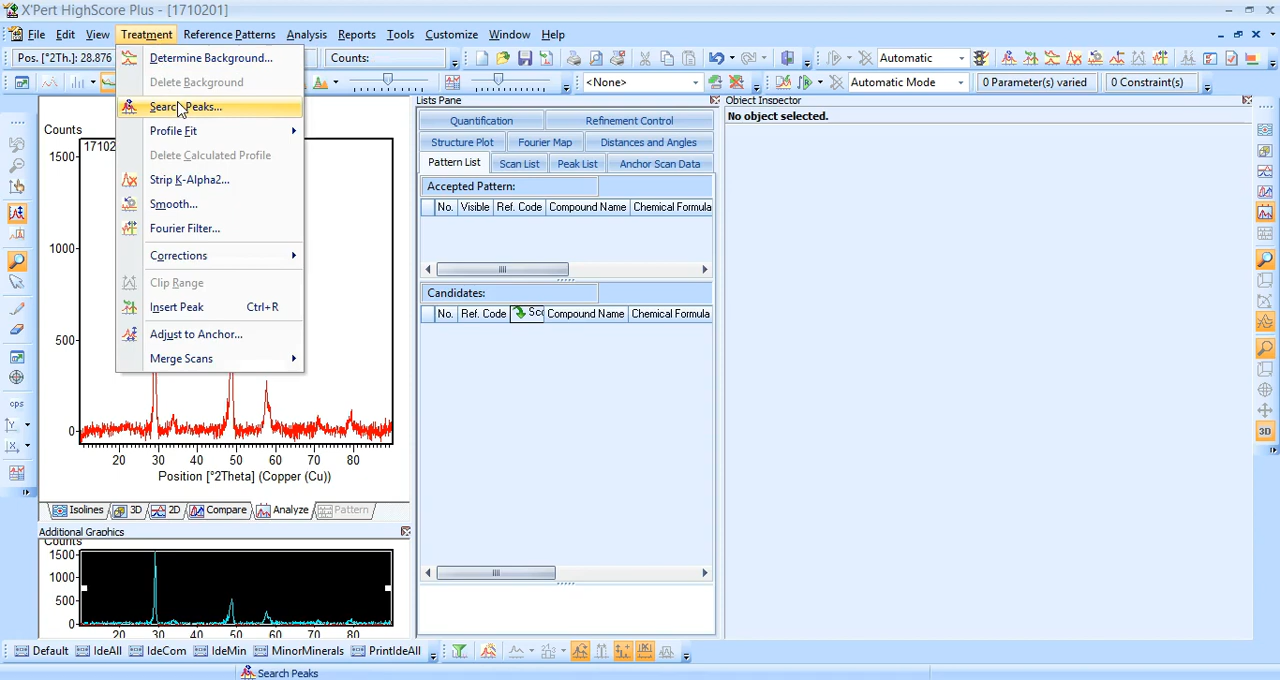 X'Pert HighScore Plus - [1710201]
File Edit View Treatment Reference Patterns Analysis Reports Tools Customize Window Help
Pos. [°2Th.]: 28.876 Counts: Automatic
<None> Automatic Mode 0 Parameter(s) varied 0 Constraint(s)
Determine Background...
Delete Background
Search Peaks...
Profile Fit
Delete Calculated Profile
Strip K-Alpha2...
Smooth...
Fourier Filter...
Corrections
Clip Range
Insert Peak Ctrl+R
Adjust to Anchor...
Merge Scans
Counts
1500
1000
500
0
20 30 40 50 60 70 80
Position [°2Theta] (Copper (Cu))
Isolines 3D 2D Compare Analyze Pattern
Additional Graphics
Counts
1500
1000
500
0
20 30 40 50 60 70 80
Lists Pane
Quantification Refinement Control
Structure Plot Fourier Map Distances and Angles
Pattern List Scan List Peak List Anchor Scan Data
Accepted Pattern:
No. Visible Ref. Code Compound Name Chemical Formula
Candidates:
No. Ref. Code Compound Name Chemical Formula
Object Inspector
No object selected.
cps
3D
Default IdeAll IdeCom IdeMin MinorMinerals PrintIdeAll
Search Peaks